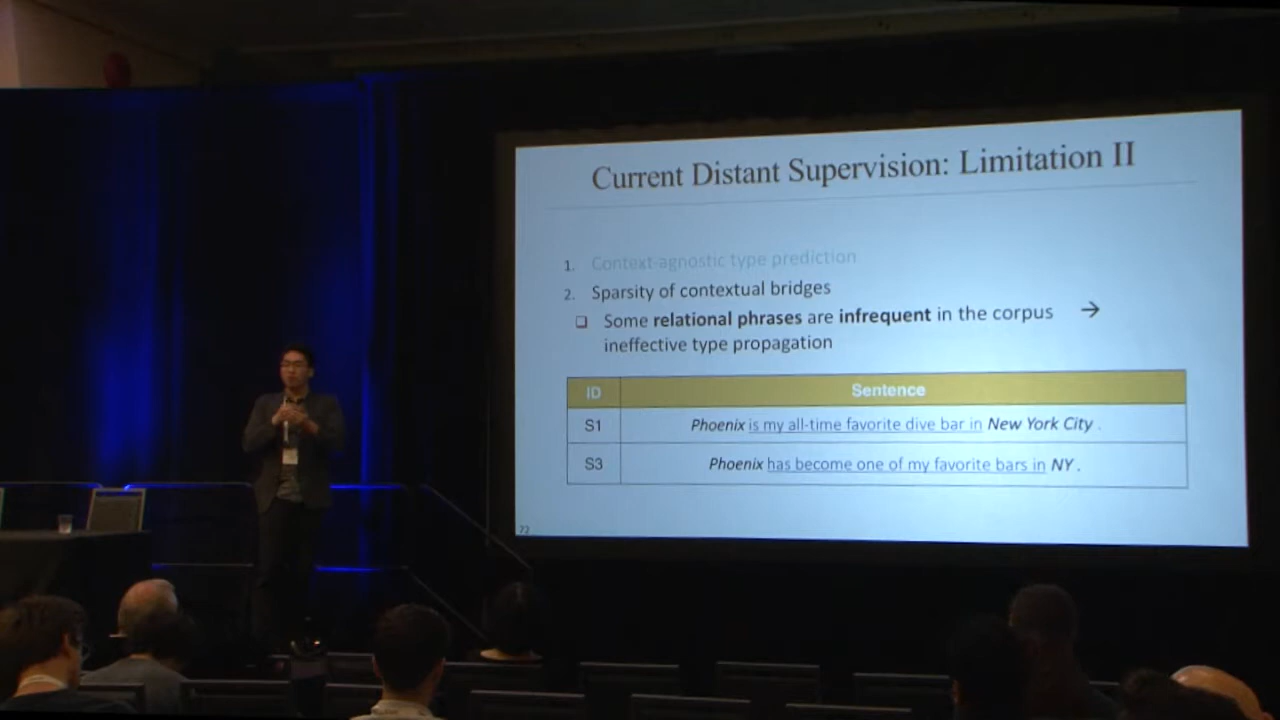 Current Distant Supervision: Limitation II
1. Context-agnostic type prediction
2. Sparsity of contextual bridges
❑ Some relational phrases are infrequent in the corpus →
ineffective type propagation
ID Sentence
S1 Phoenix is my all-time favorite dive bar in New York City .
S3 Phoenix has become one of my favorite bars in NY .
72